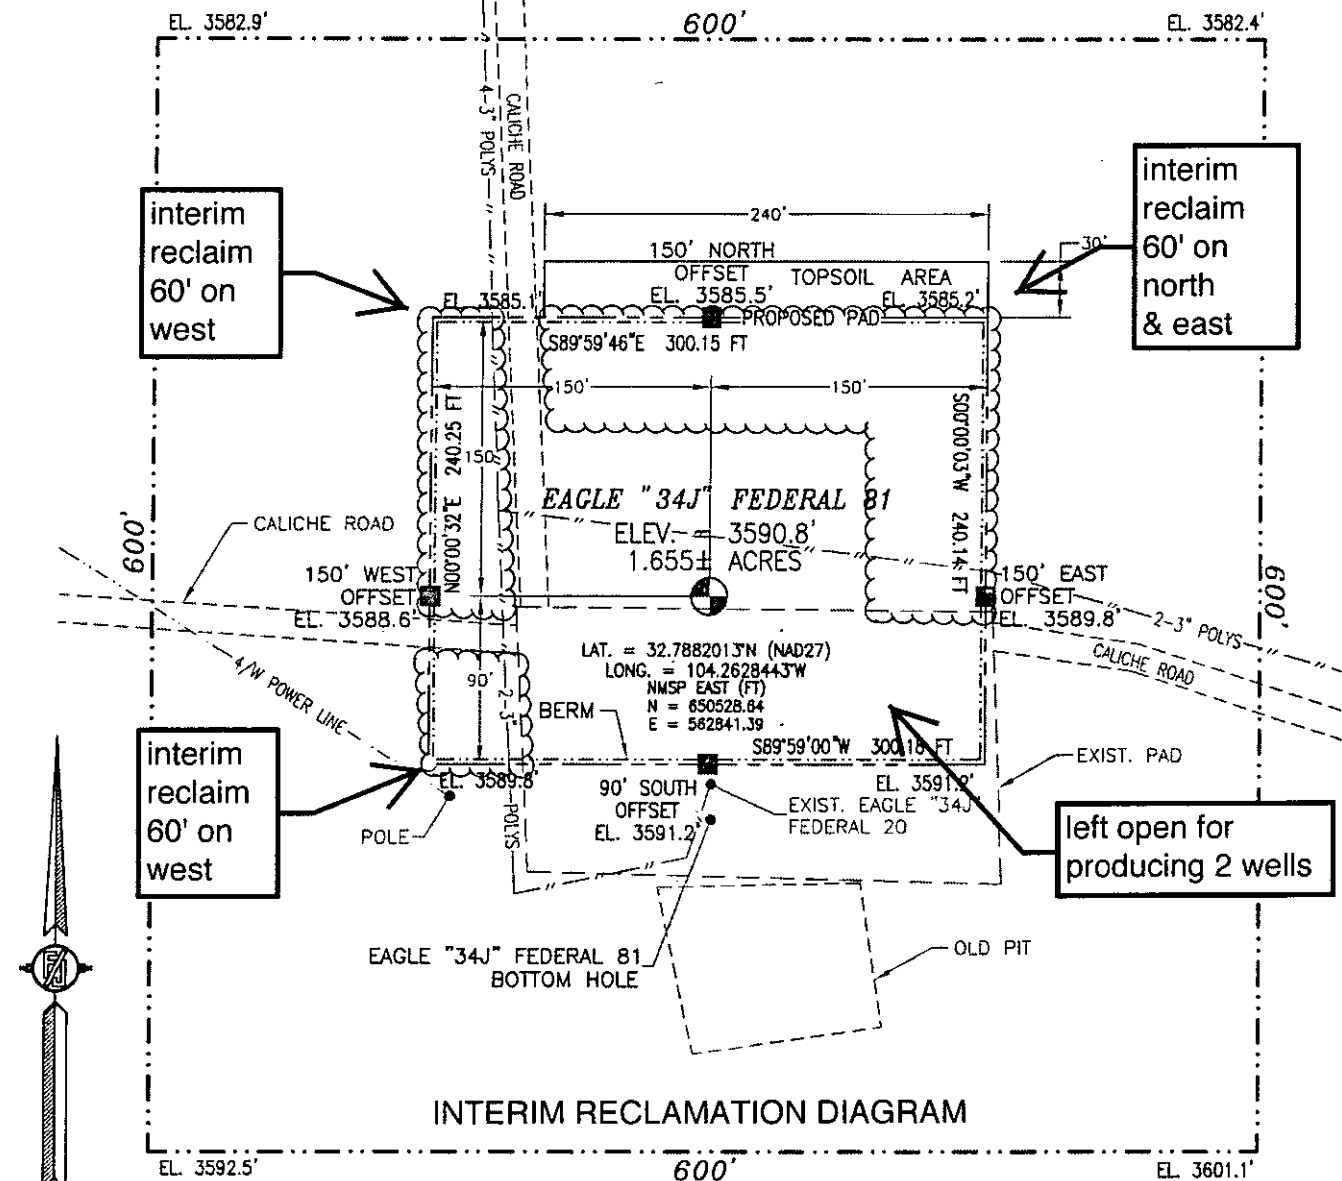 EL. 3582.9'
600'
EL. 3582.4'
4-3" POLYS
CALICHE ROAD
interim
reclaim
60' on
west
interim
reclaim
60' on
north
& east
240'
30'
150' NORTH
OFFSET
EL. 3585.5'
TOPSOIL AREA
EL. 3585.1'
EL. 3585.2'
PROPOSED PAD
S89°59'46"E 300.15 FT
150'
150'
N00°00'32"E 240.25 FT
150'
S00°00'03"W 240.14 FT
EAGLE "34J" FEDERAL 81
ELEV. = 3590.8'
1.655± ACRES
CALICHE ROAD
600'
600'
150' WEST
OFFSET
EL. 3588.6'
150' EAST
OFFSET
EL. 3589.8'
2-3" POLYS
CALICHE ROAD
4/W POWER LINE
LAT. = 32.7882013°N (NAD27)
LONG. = 104.2628443°W
NMSP EAST (FT)
N = 650528.64
E = 562841.39
90'
2-3"
POLYS
BERM
S89°59'00"W 300.18 FT
interim
reclaim
60' on
west
EL. 3589.8'
POLE
90' SOUTH
OFFSET
EL. 3591.2'
EL. 3591.9'
EXIST. EAGLE "34J"
FEDERAL 20
EXIST. PAD
left open for
producing 2 wells
EAGLE "34J" FEDERAL 81
BOTTOM HOLE
OLD PIT
INTERIM RECLAMATION DIAGRAM
EL. 3592.5'
600'
EL. 3601.1'